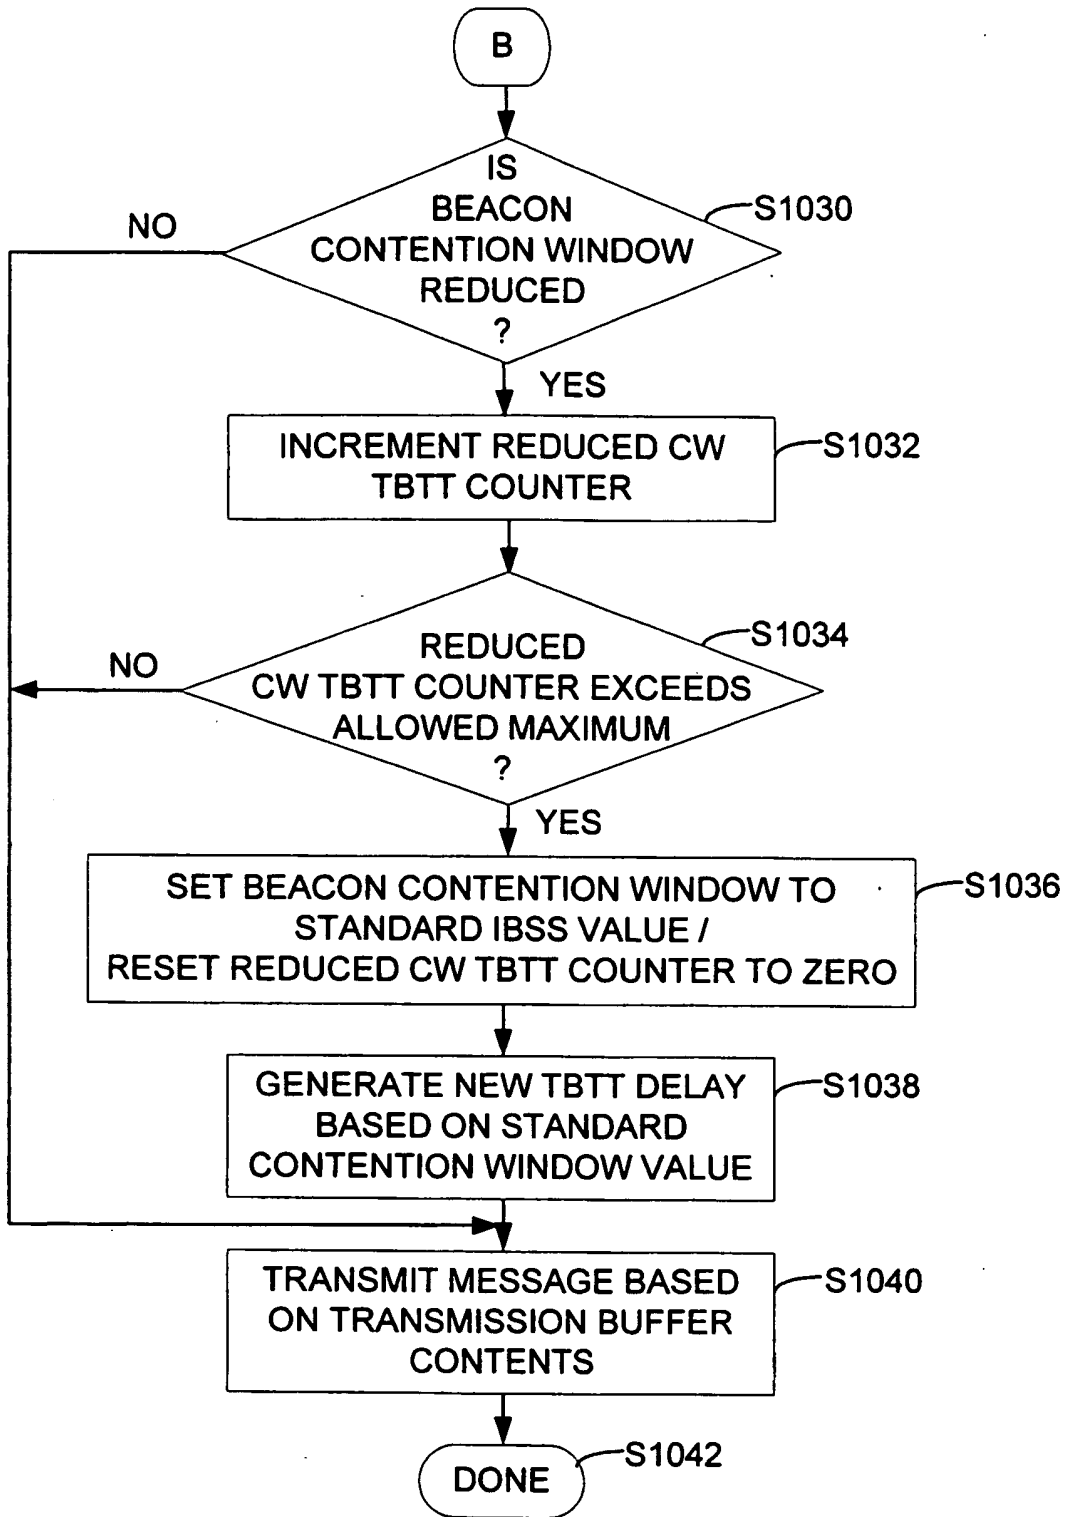 B
IS
BEACON
CONTENTION WINDOW
REDUCED
?
S1030
NO
YES
INCREMENT REDUCED CW
TBTT COUNTER
S1032
REDUCED
CW TBTT COUNTER EXCEEDS
ALLOWED MAXIMUM
?
S1034
NO
YES
SET BEACON CONTENTION WINDOW TO
STANDARD IBSS VALUE /
RESET REDUCED CW TBTT COUNTER TO ZERO
S1036
GENERATE NEW TBTT DELAY
BASED ON STANDARD
CONTENTION WINDOW VALUE
S1038
TRANSMIT MESSAGE BASED
ON TRANSMISSION BUFFER
CONTENTS
S1040
DONE
S1042